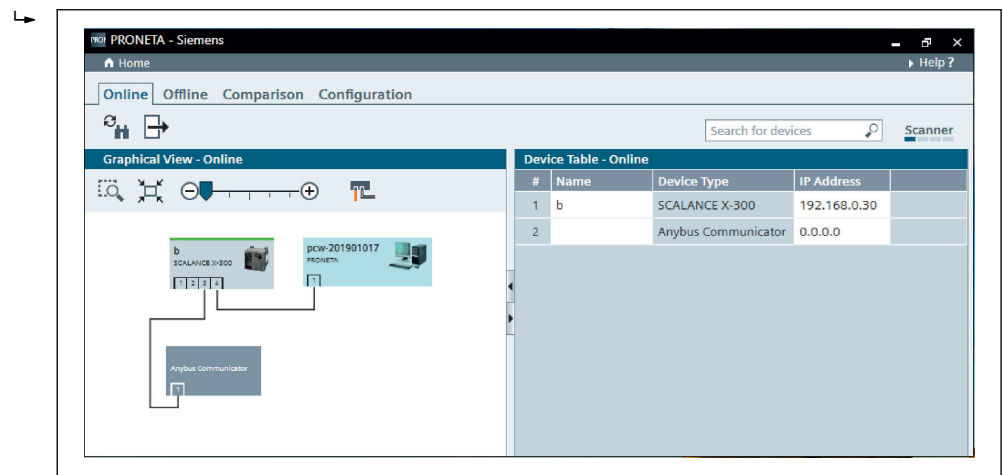 PRONETA - Siemens
Home
Help ?
Online Offline Comparison Configuration
Search for devices
Scanner
Graphical View - Online
Device Table - Online
# Name Device Type IP Address
1 b SCALANCE X-300 192.168.0.30
2 Anybus Communicator 0.0.0.0
b
SCALANCE X-300
1 2 3 4
pcw-201901017
PRONETA
1
Anybus Communicator
1